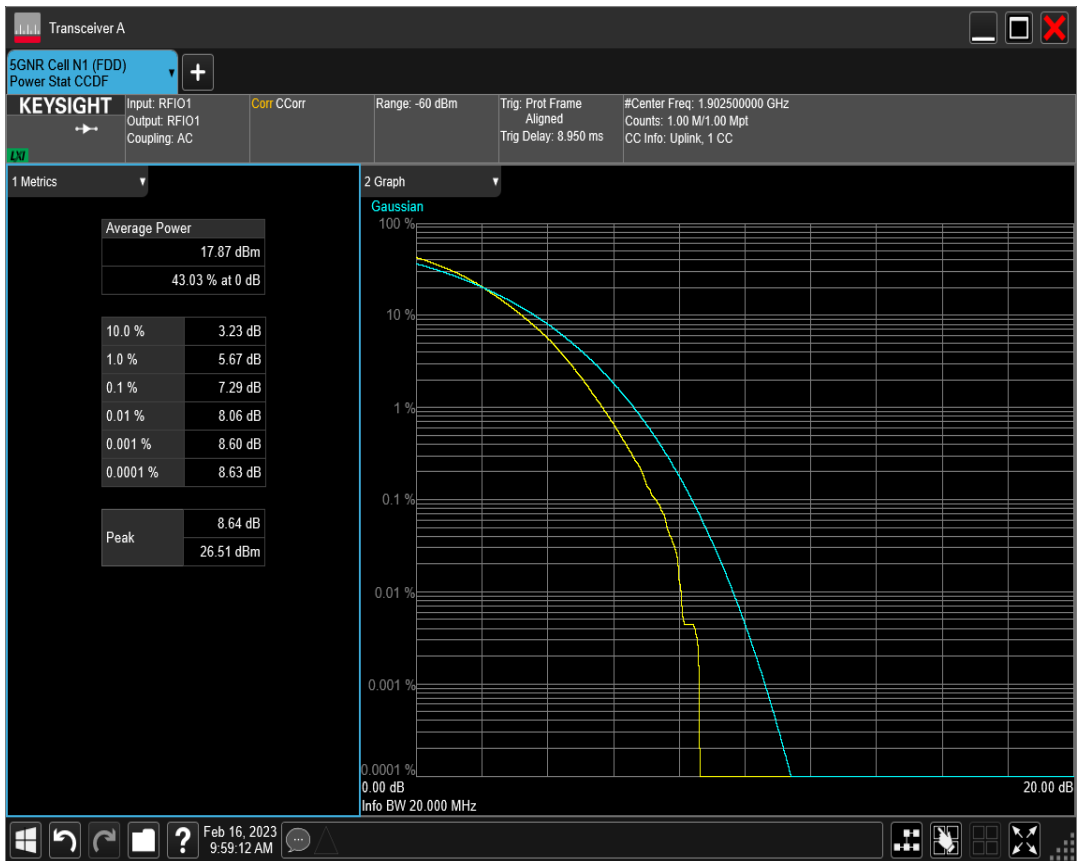 Transceiver A
5GNR Cell N1 (FDD)
Power Stat CCDF
+
KEYSIGHT
LXI
Input: RFIO1
Output: RFIO1
Coupling: AC
Corr CCorr
Range: -60 dBm
Trig: Prot Frame
Aligned
Trig Delay: 8.950 ms
#Center Freq: 1.902500000 GHz
Counts: 1.00 M/1.00 Mpt
CC Info: Uplink, 1 CC
1 Metrics
Average Power
17.87 dBm
43.03 % at 0 dB
10.0 % 3.23 dB
1.0 % 5.67 dB
0.1 % 7.29 dB
0.01 % 8.06 dB
0.001 % 8.60 dB
0.0001 % 8.63 dB
Peak
8.64 dB
26.51 dBm
2 Graph
Gaussian
100 %
10 %
1 %
0.1 %
0.01 %
0.001 %
0.0001 %
0.00 dB 20.00 dB
Info BW 20.000 MHz
? Feb 16, 2023
9:59:12 AM